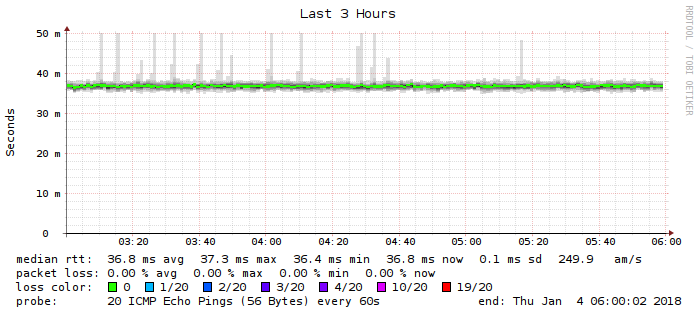 Last 3 Hours
RRDTOOL / TOBI OETIKER
Seconds
50 m
40 m
30 m
20 m
10 m
0
03:20 03:40 04:00 04:20 04:40 05:00 05:20 05:40 06:00
median rtt: 36.8 ms avg 37.3 ms max 36.4 ms min 36.8 ms now 0.1 ms sd 249.9 am/s
packet loss: 0.00 % avg 0.00 % max 0.00 % min 0.00 % now
loss color: 0 1/20 2/20 3/20 4/20 10/20 19/20
probe: 20 ICMP Echo Pings (56 Bytes) every 60s end: Thu Jan 4 06:00:02 2018